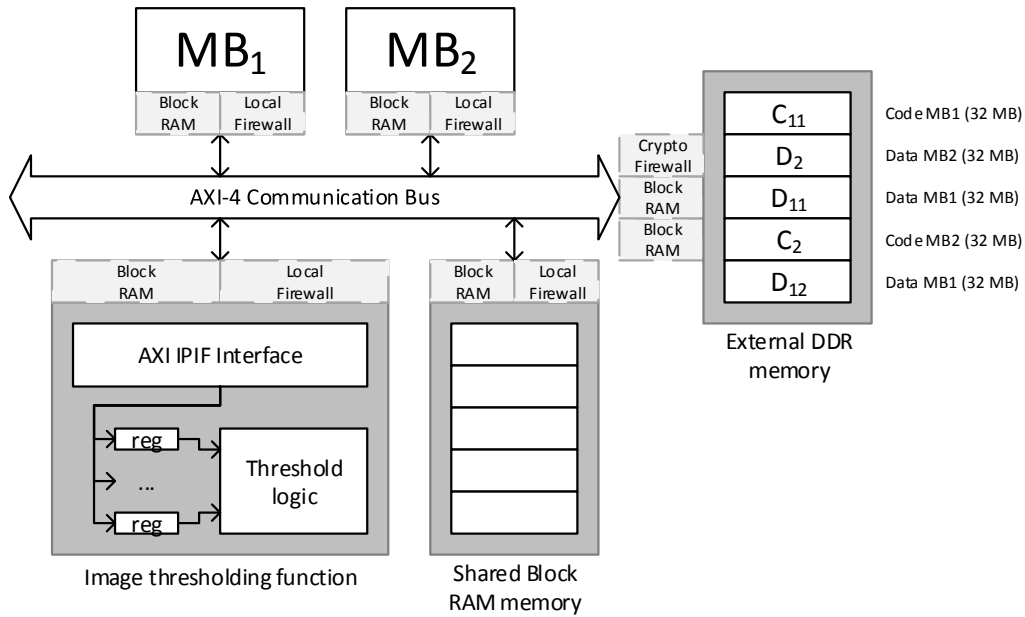 MB1
MB2
Block
RAM
Local
Firewall
Block
RAM
Local
Firewall
AXI-4 Communication Bus
Crypto
Firewall
Block
RAM
Block
RAM
C11
D2
D11
C2
D12
Code MB1 (32 MB)
Data MB2 (32 MB)
Data MB1 (32 MB)
Code MB2 (32 MB)
Data MB1 (32 MB)
External DDR
memory
Block
RAM
Local
Firewall
AXI IPIF Interface
reg
...
reg
Threshold
logic
Image thresholding function
Block
RAM
Local
Firewall
Shared Block
RAM memory